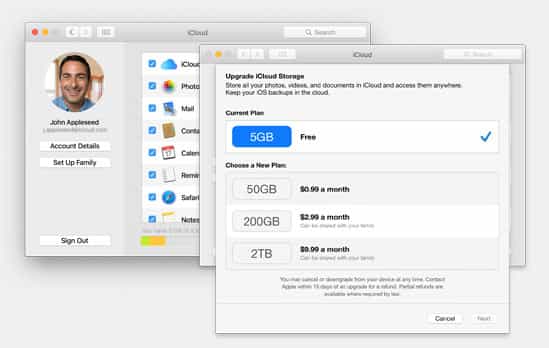 iCloud
Search
John Appleseed
j.appleseed@icloud.com
Account Details
Set Up Family
Sign Out
iClou
Photo
Mail
Conta
Calen
Remin
Safari
Notes
iCloud
Search
Upgrade iCloud Storage
Store all your photos, videos, and documents in iCloud and access them anywhere.
Keep your iOS backups in the cloud.
Current Plan
5GB
Free
Choose a New Plan:
50GB
$0.99 a month
200GB
$2.99 a month
Can be shared with your family
2TB
$9.99 a month
Can be shared with your family
You may cancel or downgrade from your device at any time. Contact
Apple within 15 days of an upgrade for a refund. Partial refunds are
available where required by law.
Cancel
Next